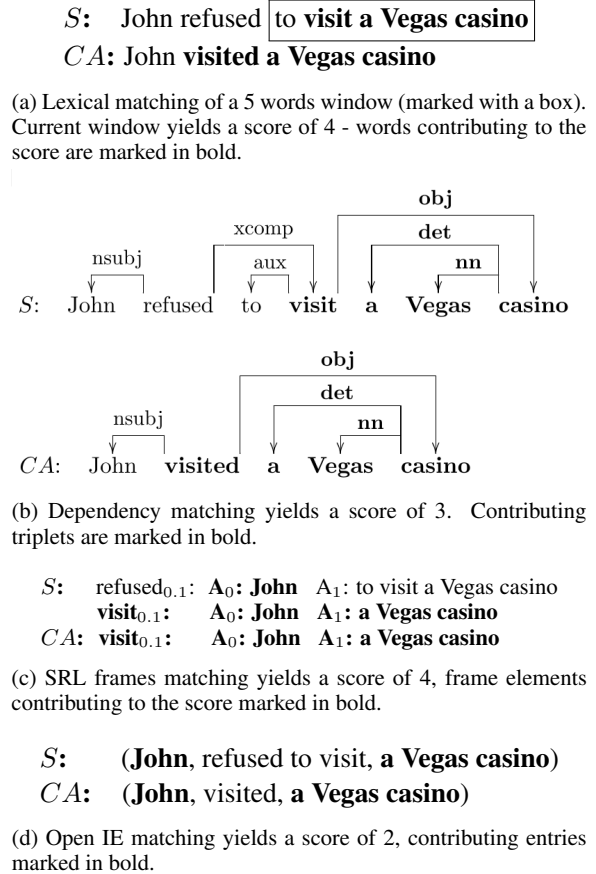 S: John refused to visit a Vegas casino
CA: John visited a Vegas casino
(a) Lexical matching of a 5 words window (marked with a box).
Current window yields a score of 4 - words contributing to the
score are marked in bold.
obj
xcomp det
nsubj aux nn
S: John refused to visit a Vegas casino
obj
det
nsubj nn
CA: John visited a Vegas casino
(b) Dependency matching yields a score of 3. Contributing
triplets are marked in bold.
S: refused0.1: A0: John A1: to visit a Vegas casino
visit0.1: A0: John A1: a Vegas casino
CA: visit0.1: A0: John A1: a Vegas casino
(c) SRL frames matching yields a score of 4, frame elements
contributing to the score marked in bold.
S: (John, refused to visit, a Vegas casino)
CA: (John, visited, a Vegas casino)
(d) Open IE matching yields a score of 2, contributing entries
marked in bold.